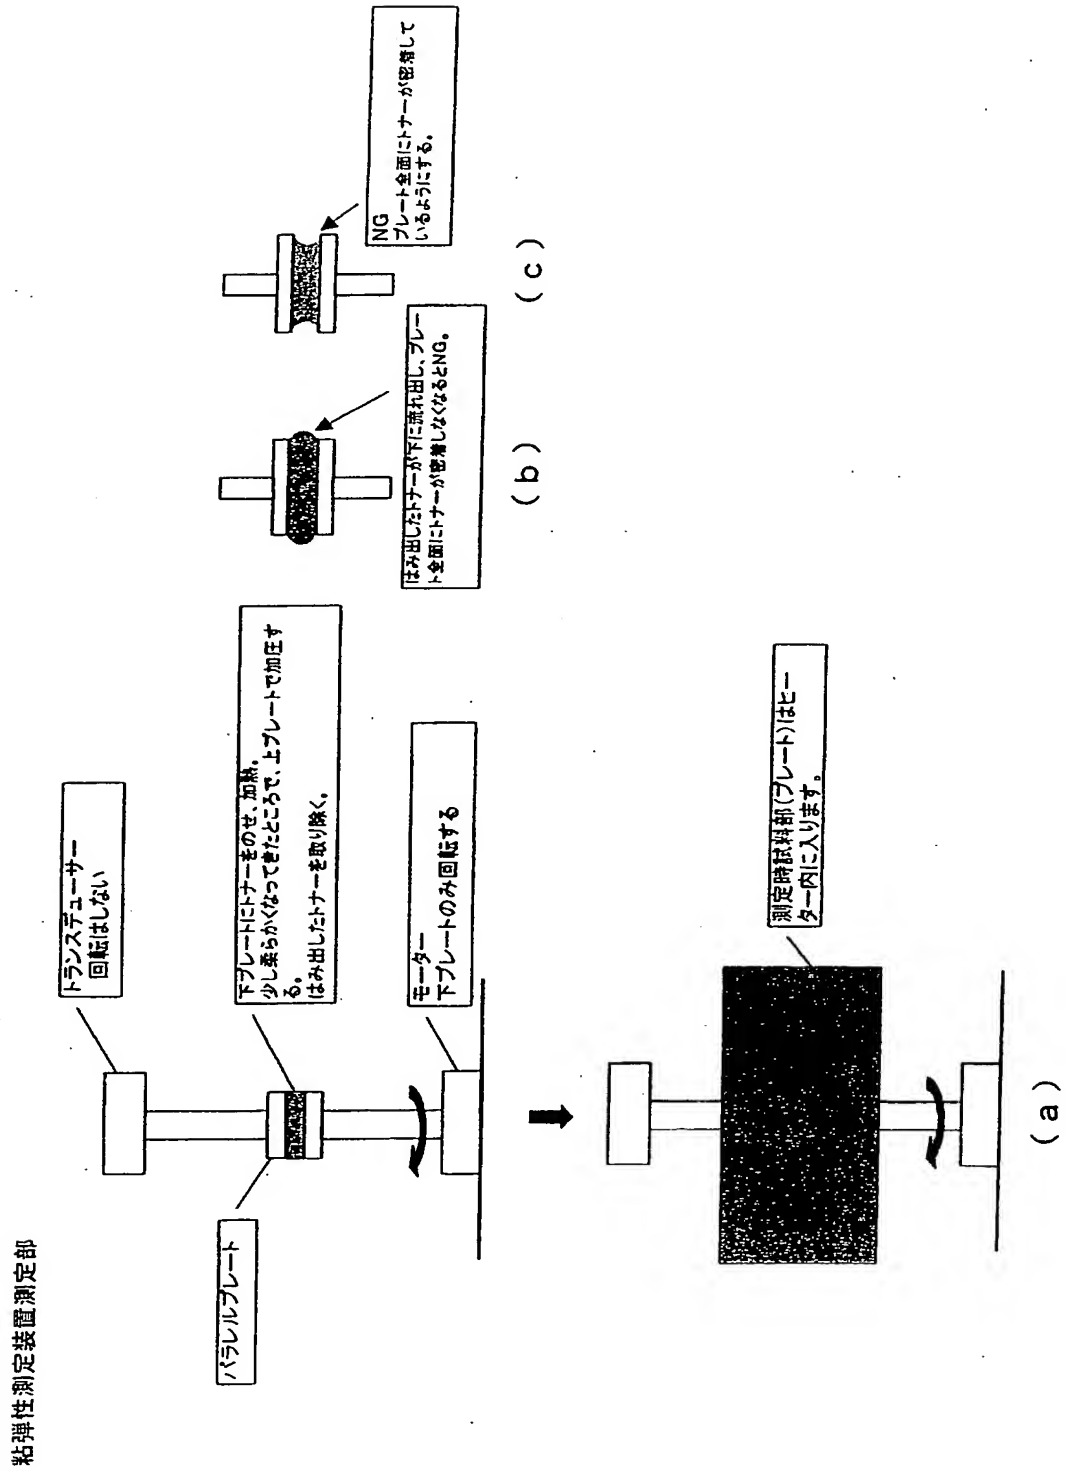 粘弾性測定装置測定部
トランスデューサー
回転はしない
パラレルプレート
下プレートにトナーをのせ、加熱。
少し柔らかくなってきたところで、上プレートで加圧す
る。
はみ出したトナーを取り除く。
モーター
下プレートのみ回転する
測定時試料部(プレート)はヒー
ター内に入ります。
(a)
はみ出したトナーが下に流れ出し、プレー
ト全面にトナーが密着しなくなるとNG。
(b)
NG
プレート全面にトナーが密着して
いるようにする。
(c)